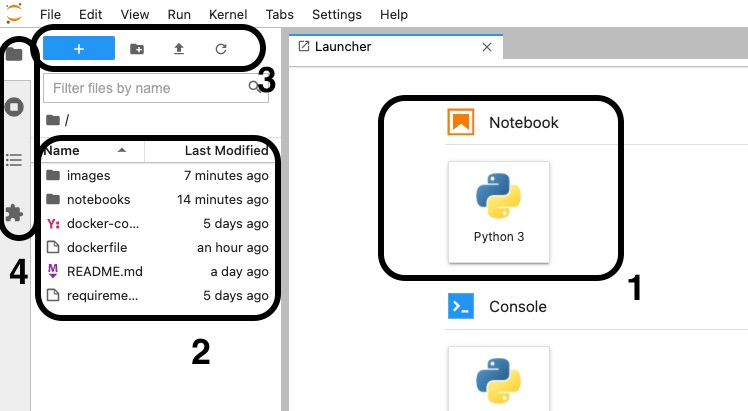 File Edit View Run Kernel Tabs Settings Help
+
Launcher
3
Filter files by name
/
Name Last Modified
images 7 minutes ago
notebooks 14 minutes ago
Y: docker-co... 5 days ago
dockerfile an hour ago
M README.md a day ago
requireme... 5 days ago
4
2
Notebook
Python 3
1
Console